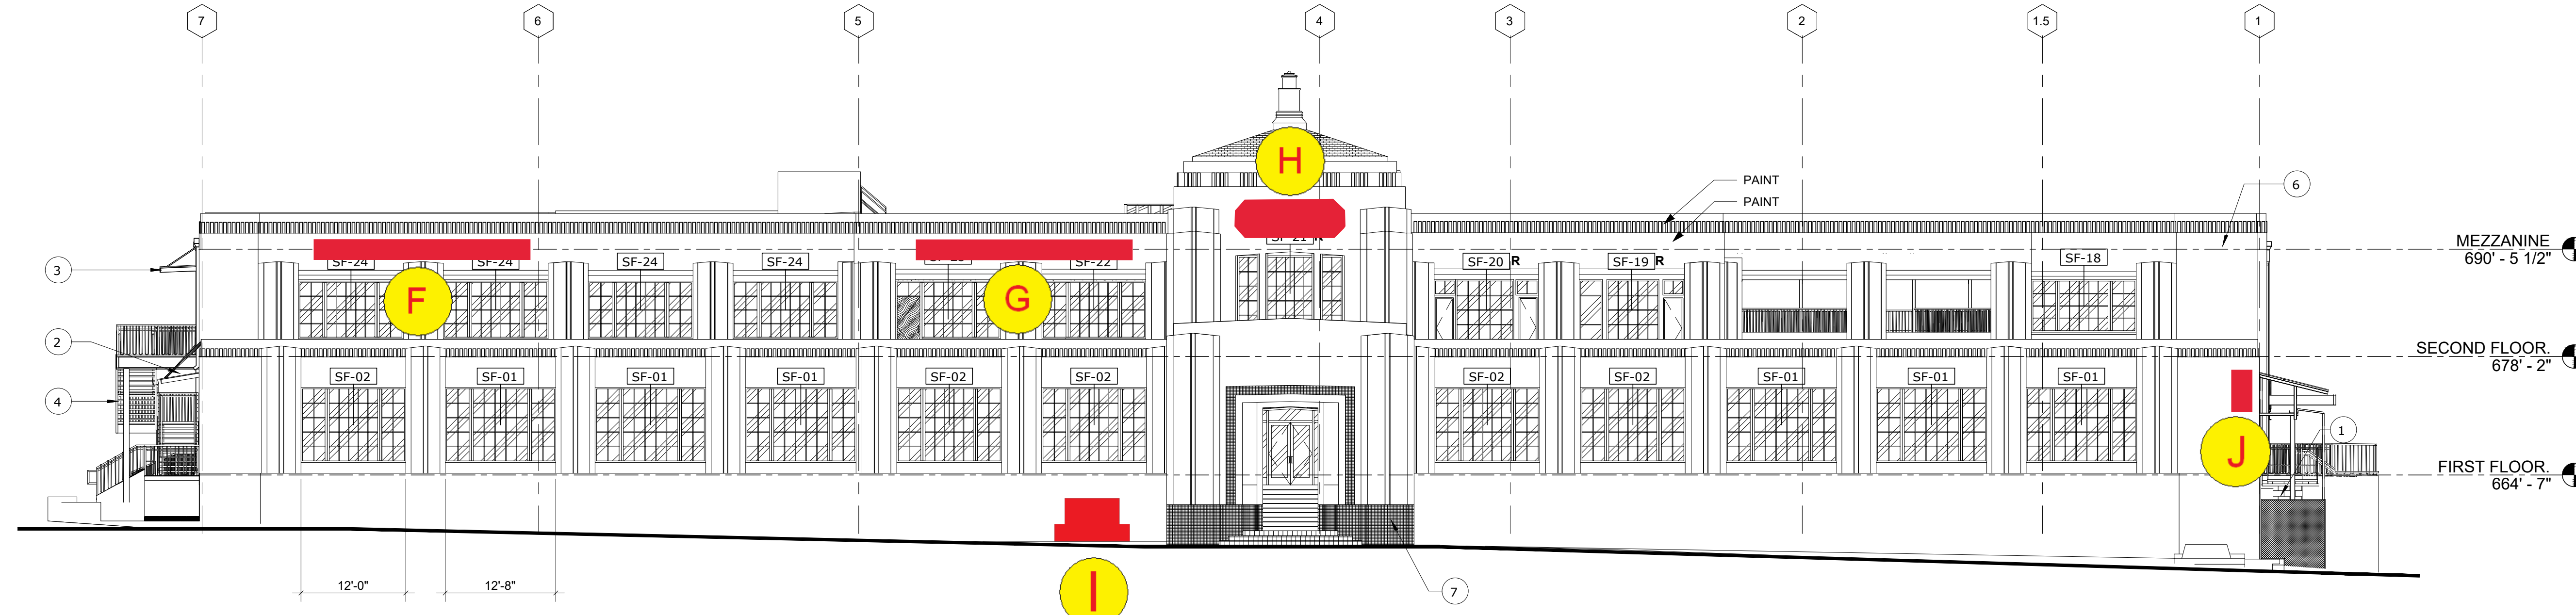 7 6 5 4 3 2 1.5 1
H
PAINT
6
PAINT
SF-21 R
MEZZANINE
690' - 5 1/2"
3
SF-24 SF-24 SF-24 SF-24 SF-22 SF-20 R SF-19 R SF-18
F G
2
SECOND FLOOR.
678' - 2"
SF-02 SF-01 SF-01 SF-01 SF-02 SF-02 SF-02 SF-02 SF-01 SF-01 SF-01
4
1
J
FIRST FLOOR.
664' - 7"
12'-0" 12'-8"
I
7